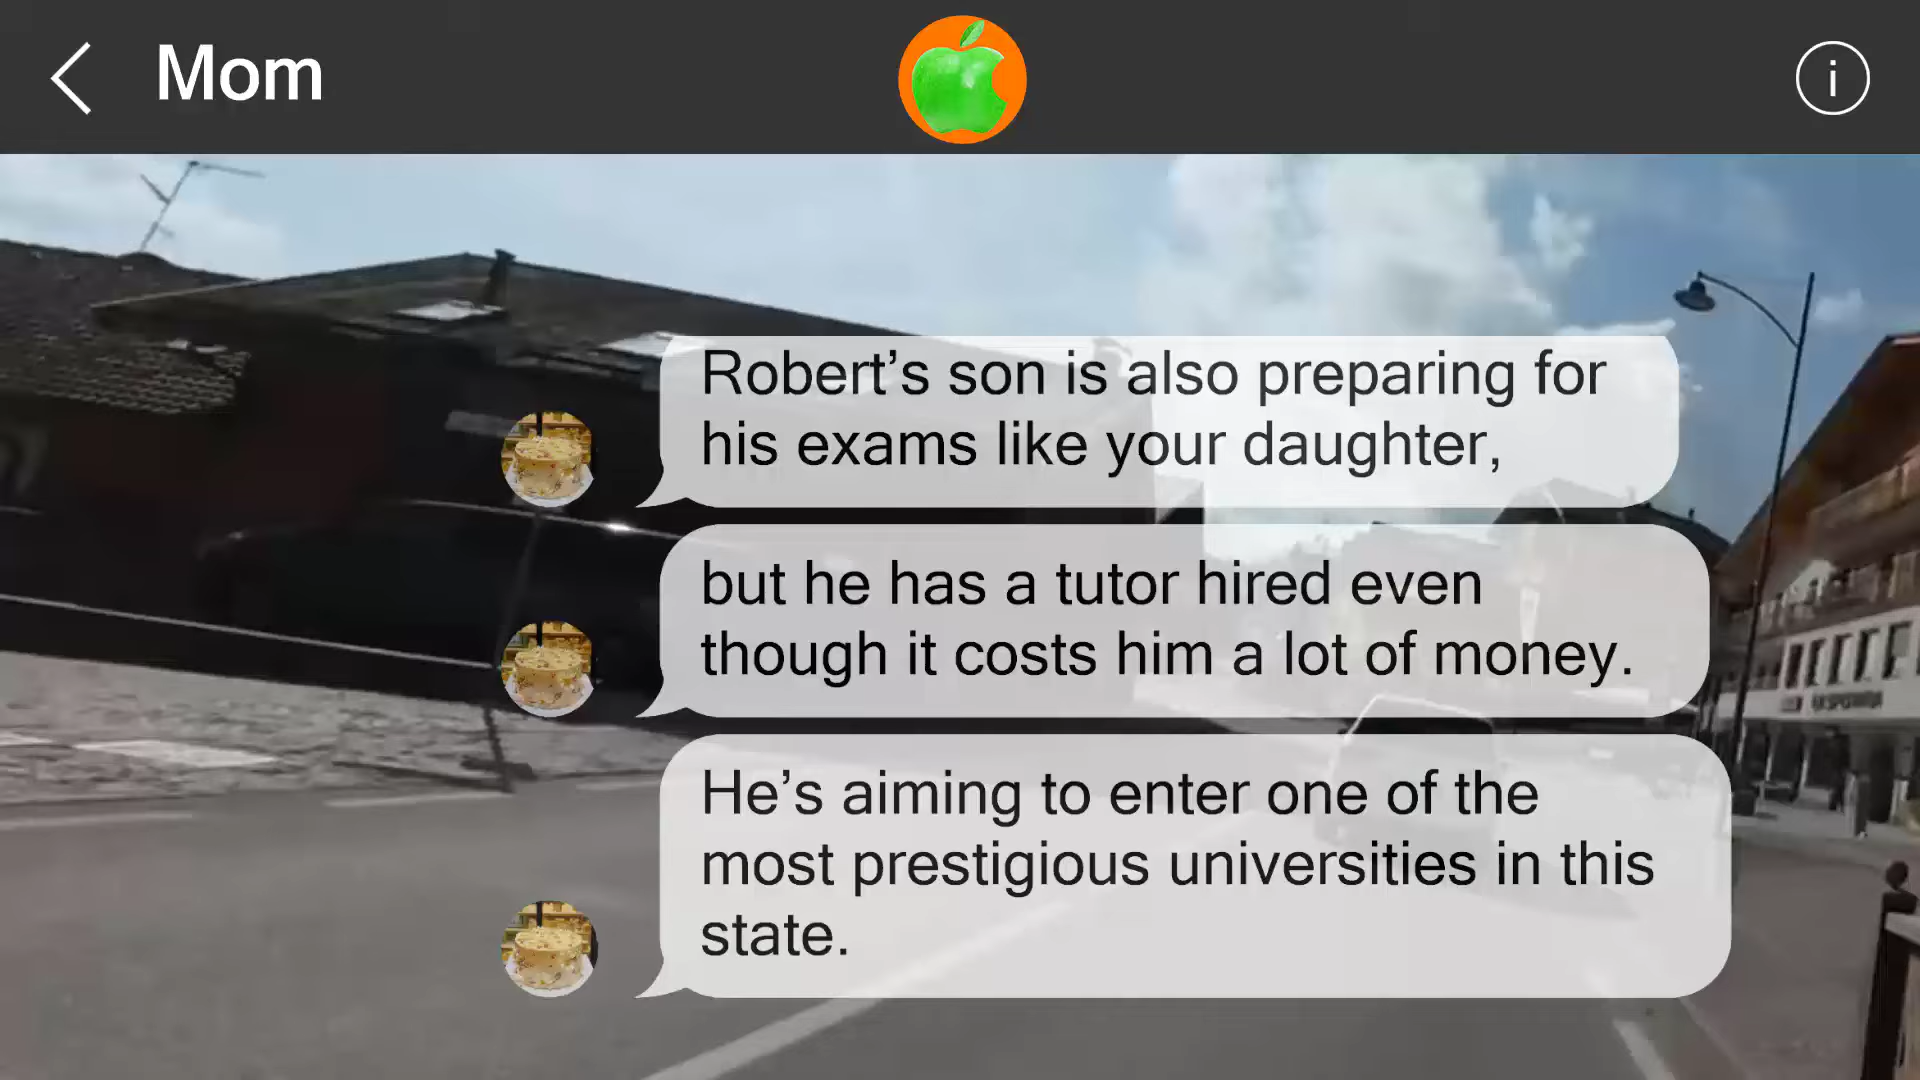 Mom
i
Robert’s son is also preparing for
his exams like your daughter,
but he has a tutor hired even
though it costs him a lot of money.
He’s aiming to enter one of the
most prestigious universities in this
state.